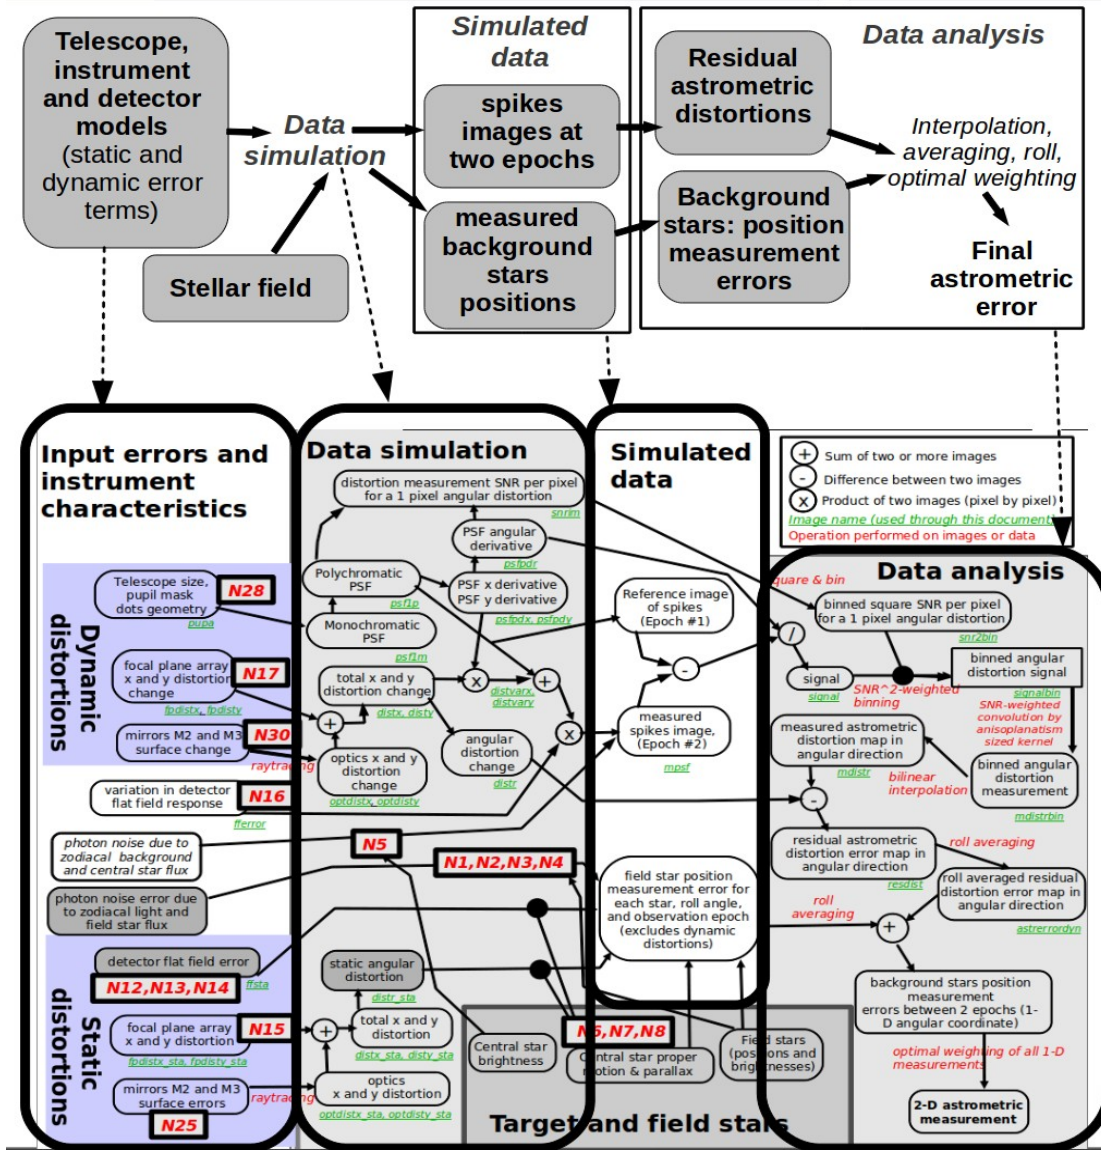 Telescope,
instrument
and detector
models
(static and
dynamic error
terms)
Data
simulation
Stellar field
Simulated
data
spikes
images at
two epochs
measured
background
stars
positions
Data analysis
Residual
astrometric
distortions
Background
stars: position
measurement
errors
Interpolation,
averaging, roll,
optimal weighting
Final
astrometric
error
Input errors and
instrument
characteristics
Dynamic
distortions
Telescope size,
pupil mask
dots geometry
N28
pupa
focal plane array
x and y distortion
change
N17
fpdistx, fpdisty
mirrors M2 and M3
surface change
N30
raytracing
variation in detector
flat field response
N16
fferror
photon noise due to
zodiacal background
and central star flux
photon noise error due
to zodiacal light and
field star flux
Static
distortions
detector flat field error
ffsta
N12,N13,N14
focal plane array
x and y distortion
N15
fpdistx_sta, fpdisty_sta
mirrors M2 and M3
surface errors
raytracing
N25
Data simulation
distortion measurement SNR per pixel
for a 1 pixel angular distortion
snrim
PSF angular
derivative
psfpdr
Polychromatic
PSF
psf1p
PSF x derivative
PSF y derivative
psfpdx, psfpdy
Monochromatic
PSF
psf1m
total x and y
distortion change
distx, disty
x
+
distvarx,
distvary
+
optics x and y
distortion
change
optdistx, optdisty
angular
distortion
change
distr
x
N5
N1,N2,N3,N4
static angular
distortion
distr_sta
+
total x and y
distortion
distx_sta, disty_sta
optics
x and y distortion
optdistx_sta, optdisty_sta
Simulated
data
Reference image
of spikes
(Epoch #1)
-
measured
spikes image,
(Epoch #2)
mpsf
field star position
measurement error for
each star, roll angle,
and observation epoch
(excludes dynamic
distortions)
Central star
brightness
N6,N7,N8
Central star proper
motion & parallax
Field stars
(positions and
brightnesses)
Target and field stars
+ Sum of two or more images
- Difference between two images
x Product of two images (pixel by pixel)
Image name (used through this document)
Operation performed on images or data
Data analysis
square & bin
binned square SNR per pixel
for a 1 pixel angular distortion
snr2bin
/
signal
signal
SNR^2-weighted
binning
binned angular
distortion signal
signalbin
SNR-weighted
convolution by
anisoplanatism
sized kernel
measured astrometric
distortion map in
angular direction
mdistr
bilinear
interpolation
binned angular
distortion
measurement
mdistrbin
-
residual astrometric
distortion error map in
angular direction
resdist
roll averaging
roll averaged residual
distortion error map in
angular direction
astrerrordyn
roll
averaging
+
background stars position
measurement
errors between 2 epochs (1-
D angular coordinate)
optimal weighting of all 1-D
measurements
2-D astrometric
measurement